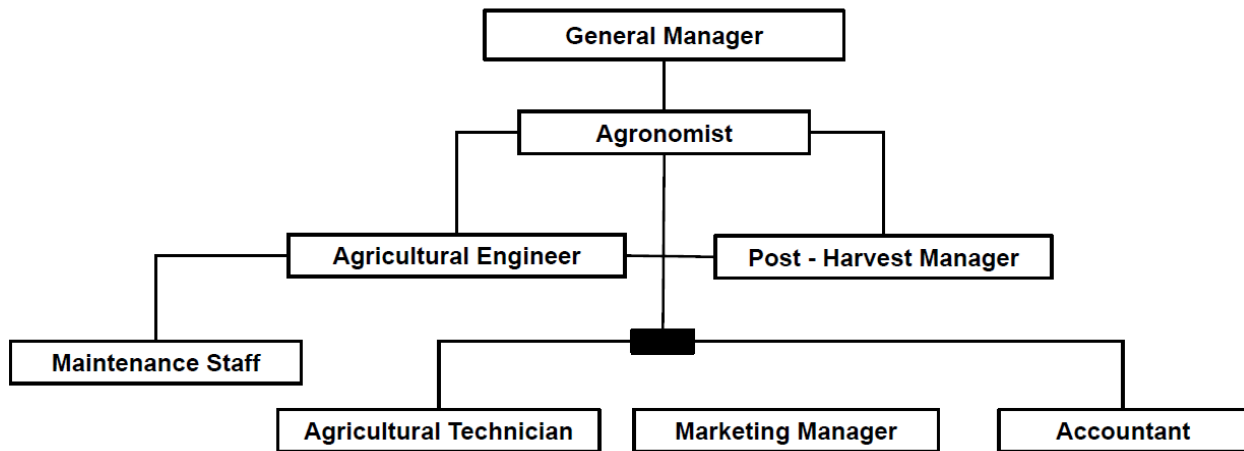 General Manager
Agronomist
Agricultural Engineer
Post - Harvest Manager
Maintenance Staff
Agricultural Technician
Marketing Manager
Accountant